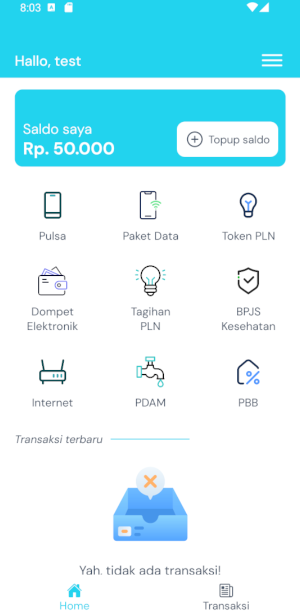 8:03
Hallo, test
Saldo saya
Rp. 50.000
Topup saldo
Pulsa
Paket Data
Token PLN
Dompet
Elektronik
Tagihan
PLN
BPJS
Kesehatan
Internet
PDAM
PBB
Transaksi terbaru
Yah, tidak ada transaksi!
Home
Transaksi